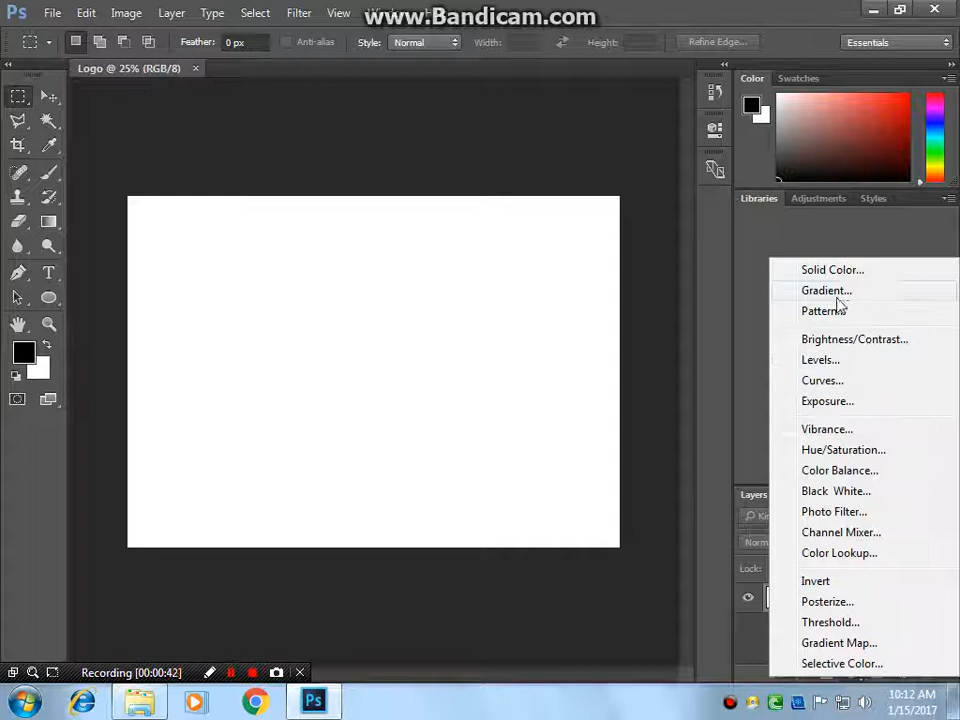 www.Bandicam.com
Ps File Edit Image Layer Type Select Filter View
Feather: 0 px Anti-alias Style: Normal Width: Height: Refine Edge... Essentials
Logo @ 25% (RGB/8) ×
Color Swatches
Libraries Adjustments Styles
Solid Color...
Gradient...
Pattern...
Brightness/Contrast...
Levels...
Curves...
Exposure...
Vibrance...
Hue/Saturation...
Color Balance...
Black White...
Photo Filter...
Channel Mixer...
Color Lookup...
Invert
Posterize...
Threshold...
Gradient Map...
Selective Color...
Layers
Lock:
Recording [00:00:42]
Ps
10:12 AM
1/15/2017